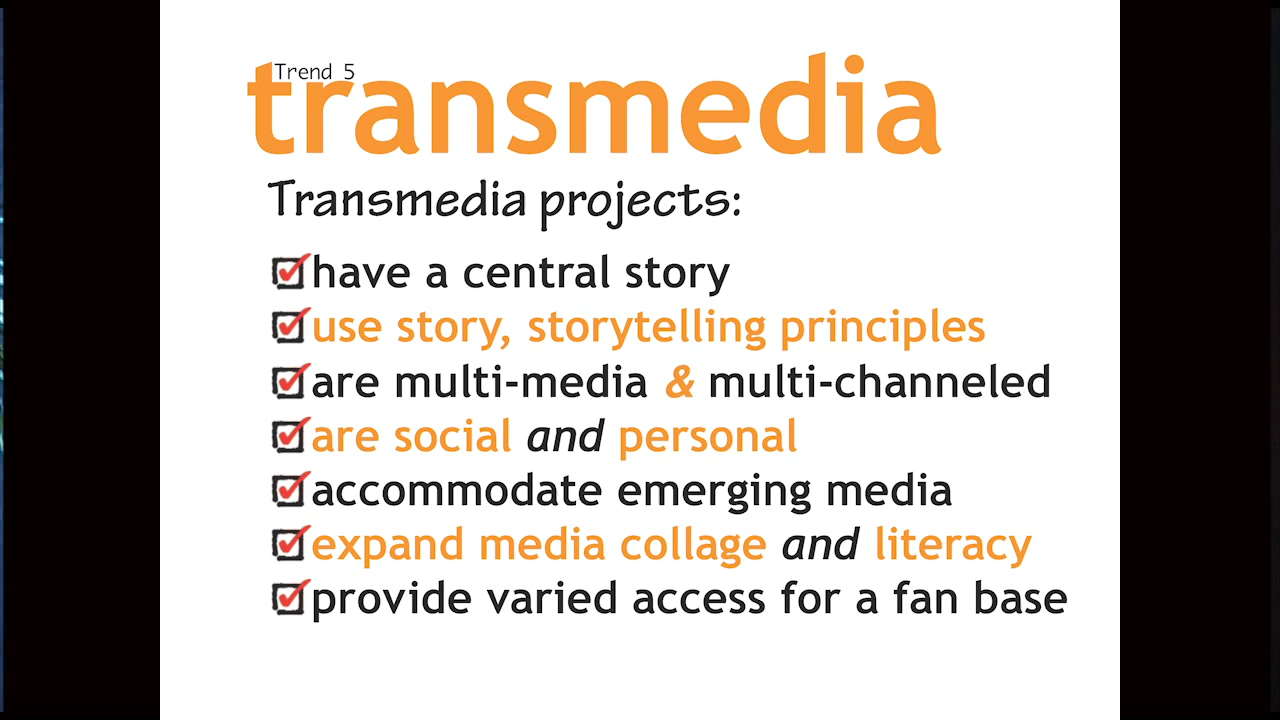 Trend 5
transmedia
Transmedia projects:
have a central story
use story, storytelling principles
are multi-media & multi-channeled
are social and personal
accommodate emerging media
expand media collage and literacy
provide varied access for a fan base